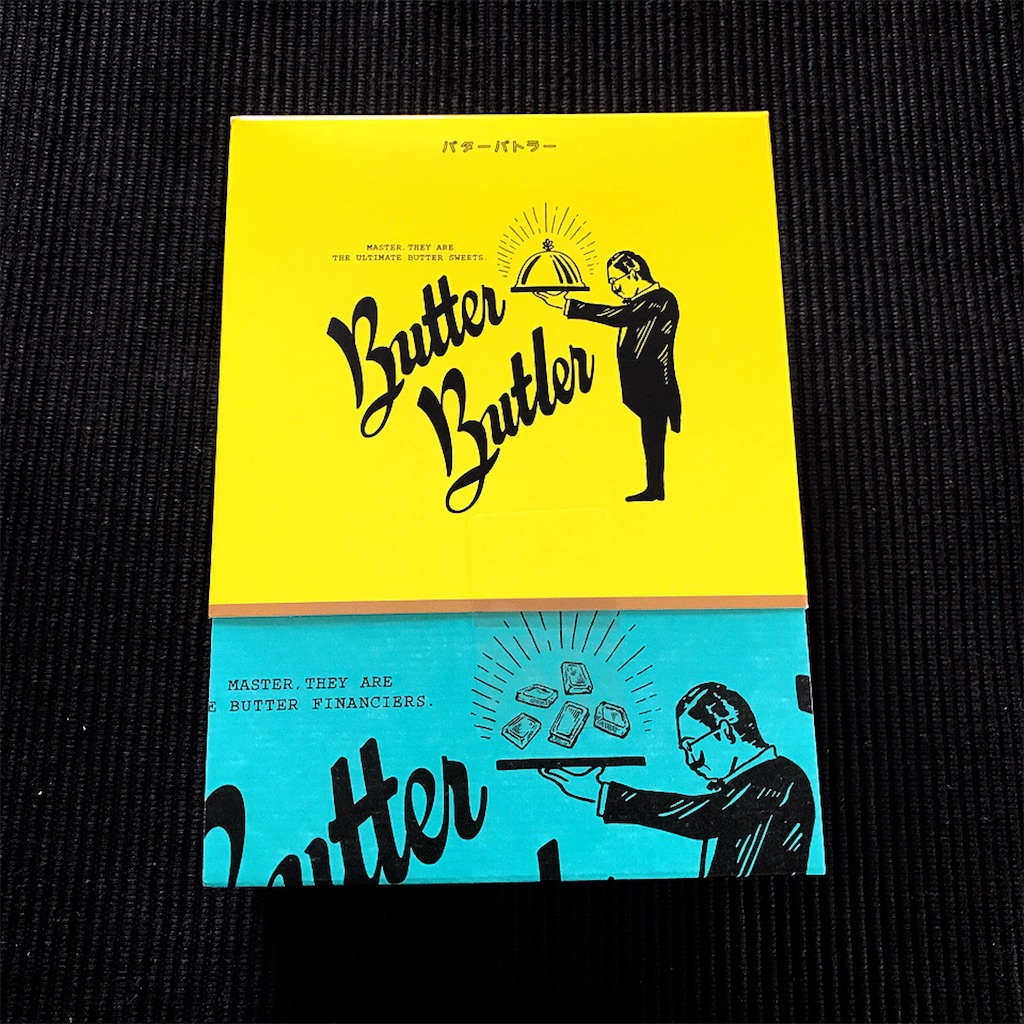 バターバトラー
MASTER, THEY ARE
THE ULTIMATE BUTTER SWEETS.
Butter
Butler
MASTER, THEY ARE
E BUTTER FINANCIERS.
Butter